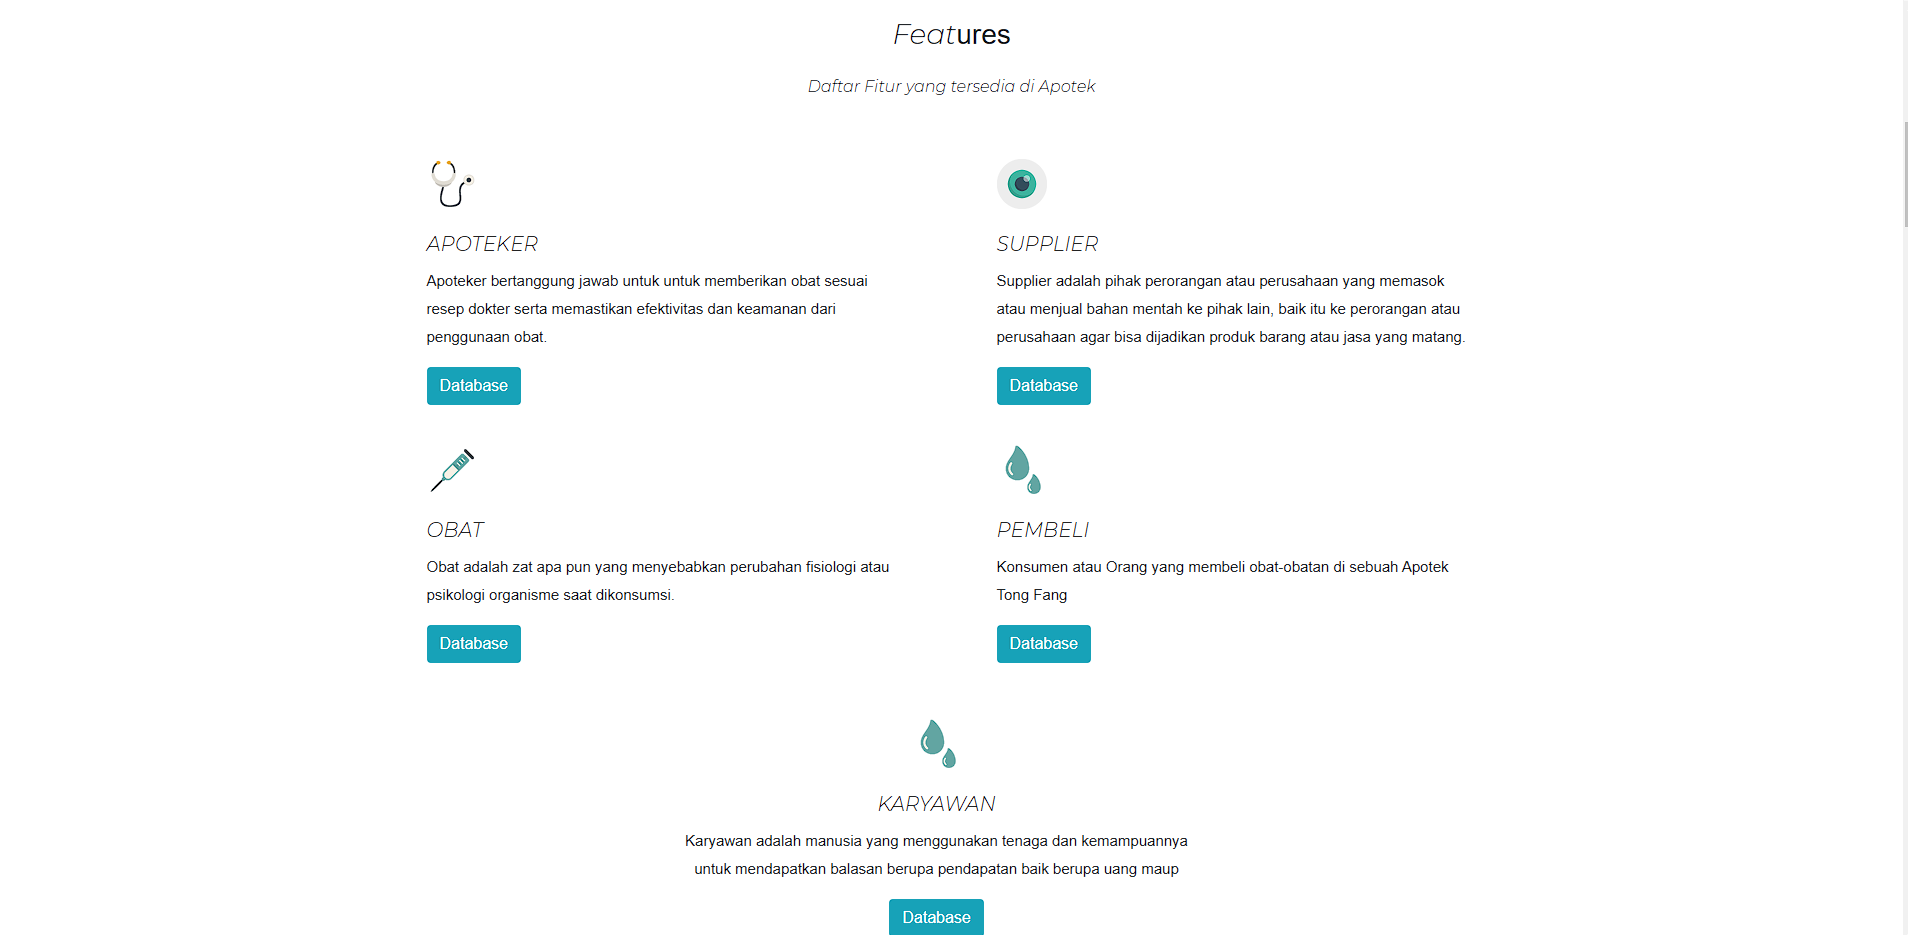 Features
Daftar Fitur yang tersedia di Apotek
APOTEKER
Apoteker bertanggung jawab untuk untuk memberikan obat sesuai
resep dokter serta memastikan efektivitas dan keamanan dari
penggunaan obat.
Database
SUPPLIER
Supplier adalah pihak perorangan atau perusahaan yang memasok
atau menjual bahan mentah ke pihak lain, baik itu ke perorangan atau
perusahaan agar bisa dijadikan produk barang atau jasa yang matang.
Database
OBAT
Obat adalah zat apa pun yang menyebabkan perubahan fisiologi atau
psikologi organisme saat dikonsumsi.
Database
PEMBELI
Konsumen atau Orang yang membeli obat-obatan di sebuah Apotek
Tong Fang
Database
KARYAWAN
Karyawan adalah manusia yang menggunakan tenaga dan kemampuannya
untuk mendapatkan balasan berupa pendapatan baik berupa uang maup
Database